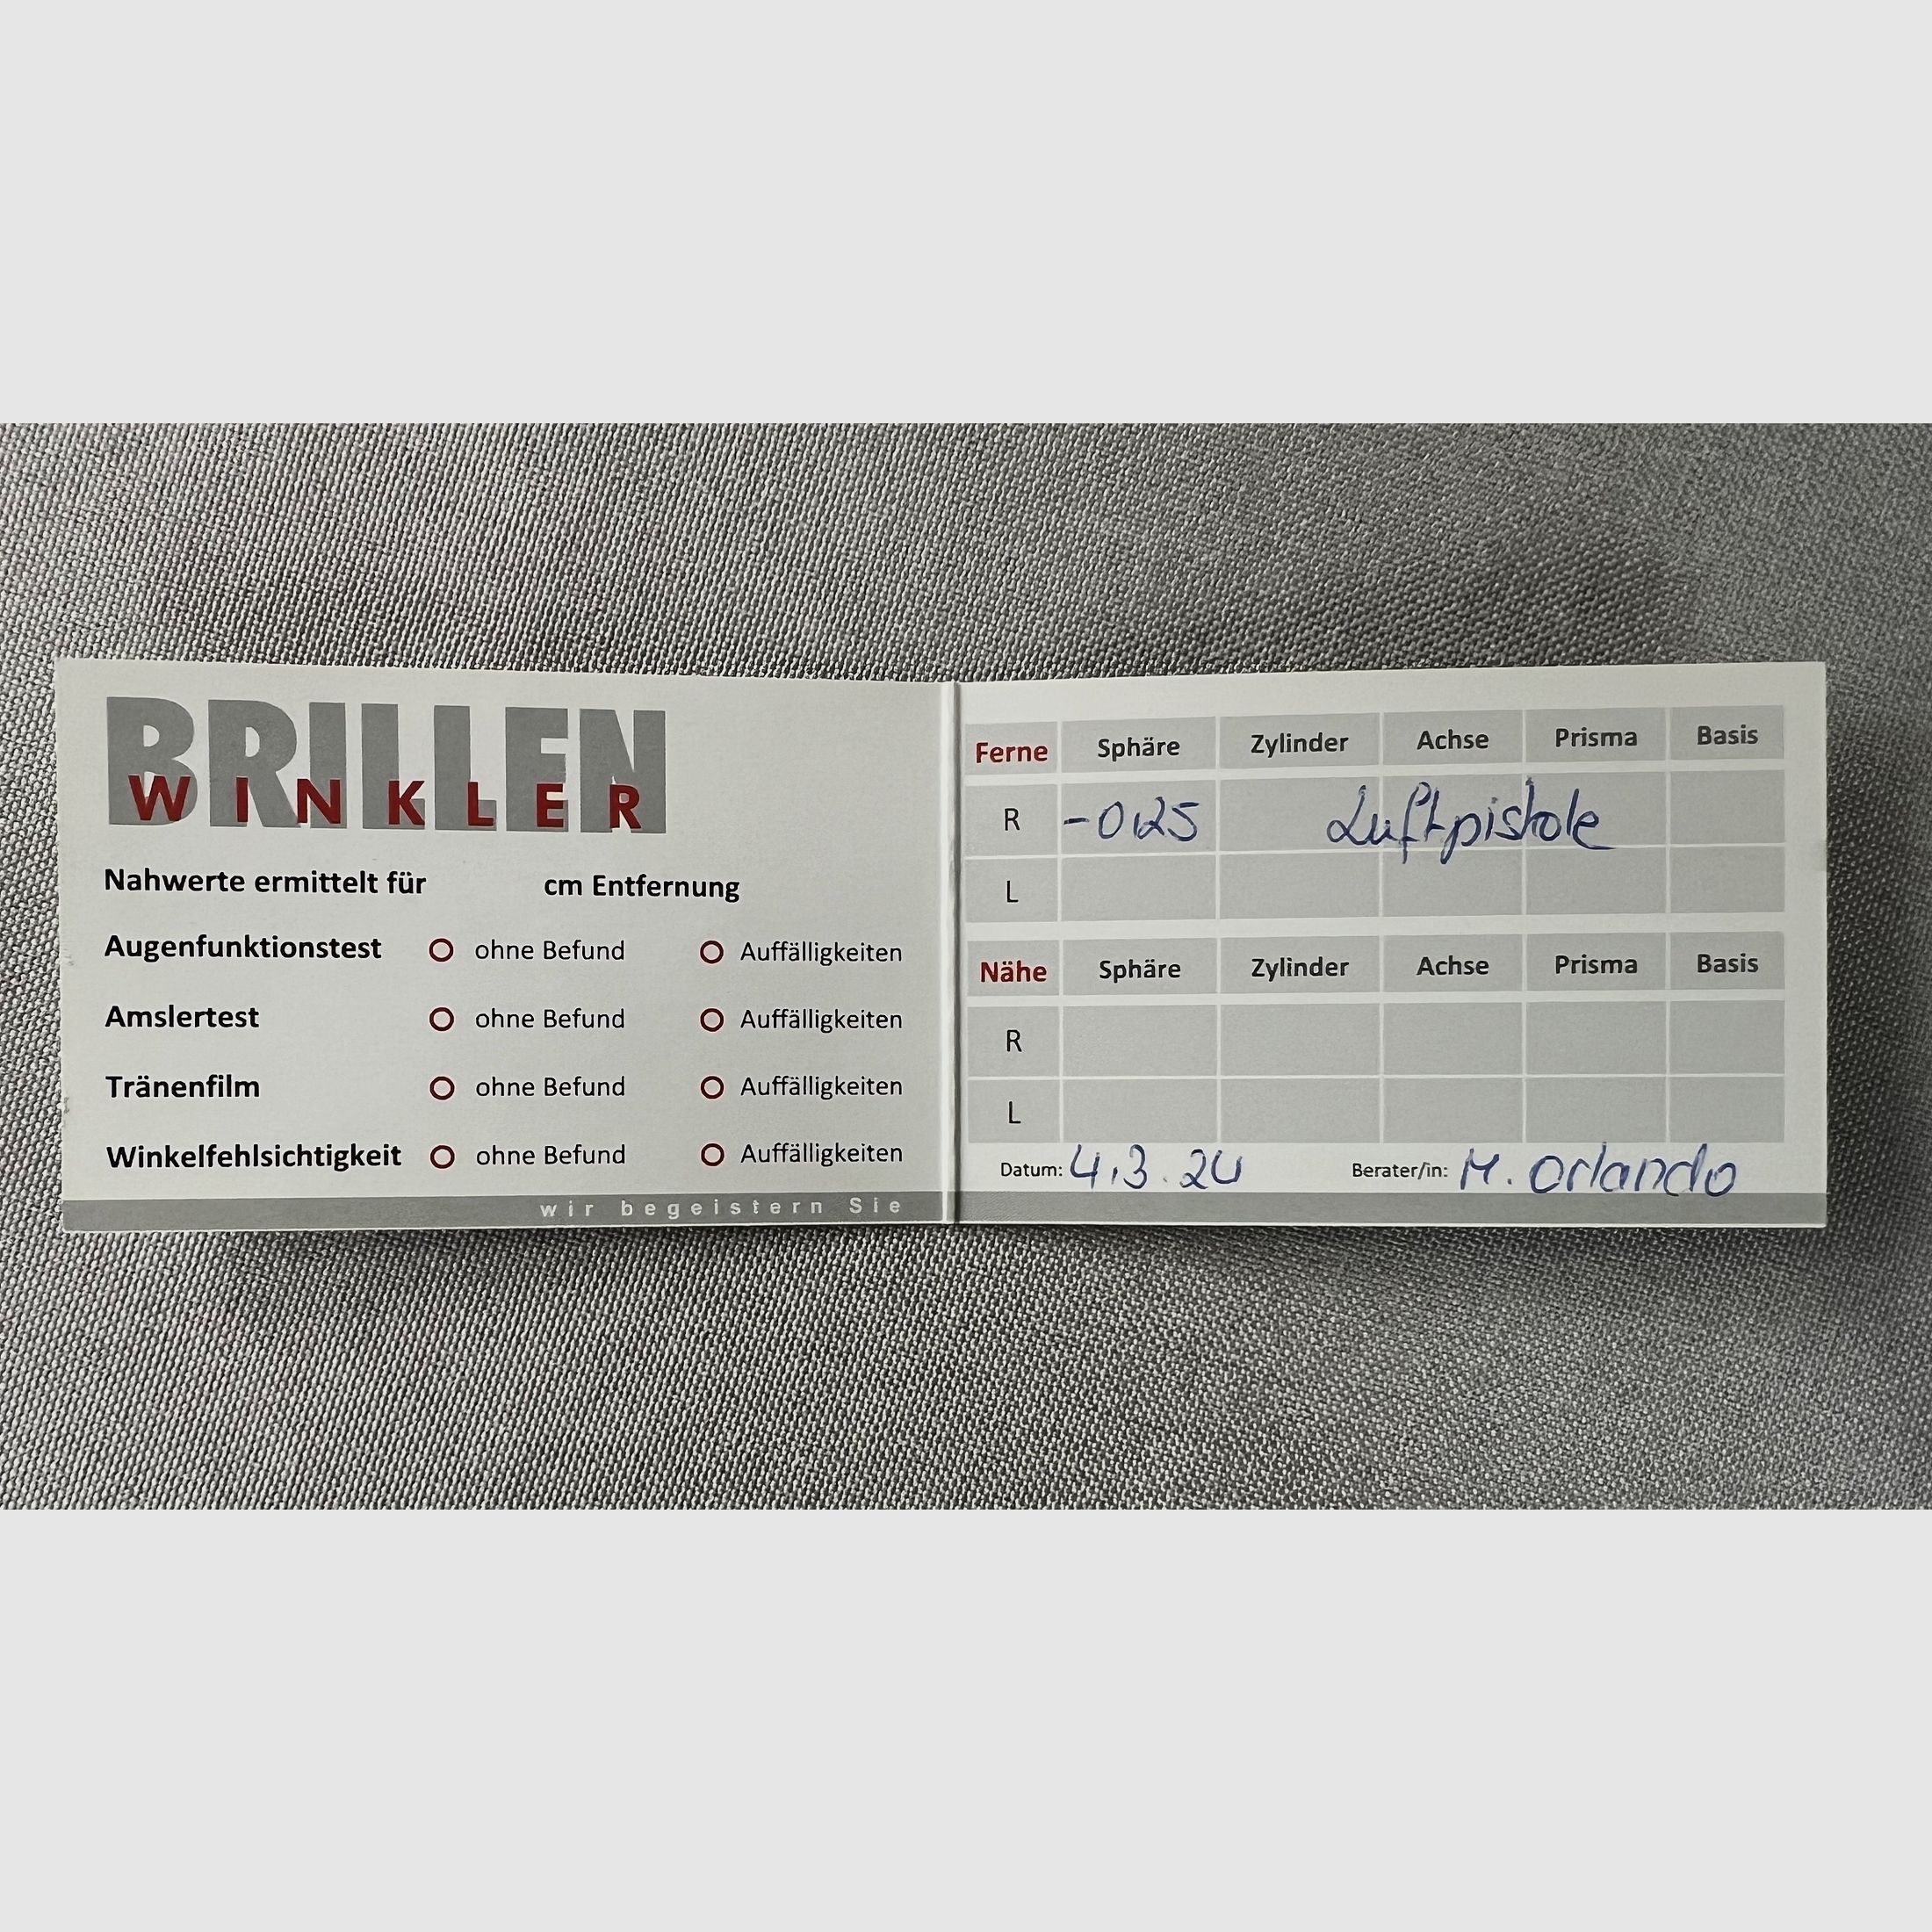 BRILLEN
WINKLER
Nahwerte ermittelt für cm Entfernung
Augenfunktionstest ohne Befund Auffälligkeiten
Amslertest ohne Befund Auffälligkeiten
Tränenfilm ohne Befund Auffälligkeiten
Winkelfehlsichtigkeit ohne Befund Auffälligkeiten
wir begeistern Sie
Ferne Sphäre Zylinder Achse Prisma Basis
R -0,25 Luftpistole
L
Nähe Sphäre Zylinder Achse Prisma Basis
R
L
Datum: 4.3.24 Berater/in: M. Orlando